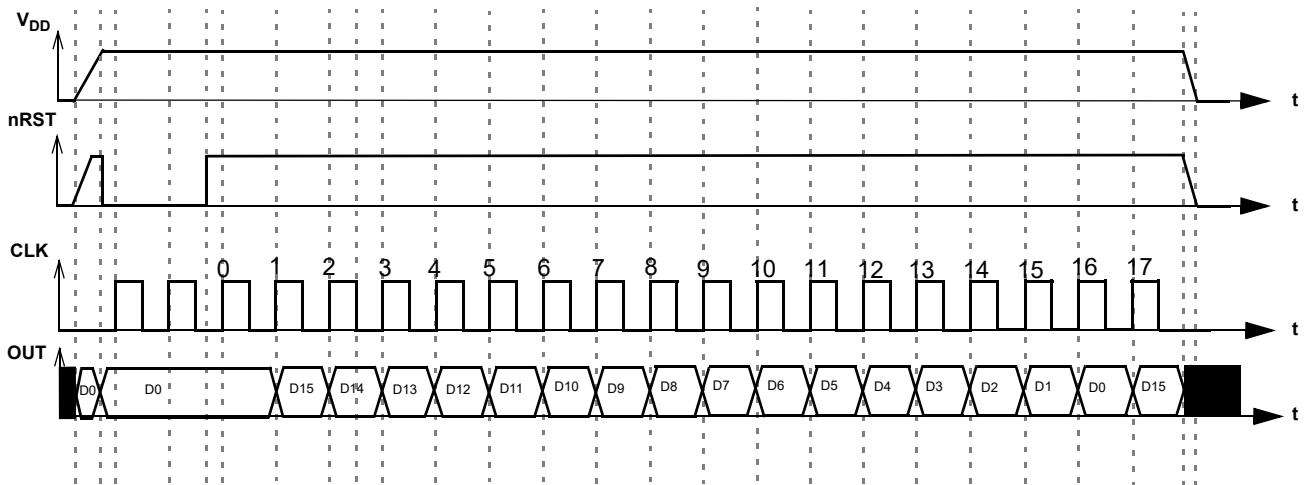 VDD
t
nRST
t
CLK
0 1 2 3 4 5 6 7 8 9 10 11 12 13 14 15 16 17
t
OUT
D0 D0 D15 D14 D13 D12 D11 D10 D9 D8 D7 D6 D5 D4 D3 D2 D1 D0 D15
t